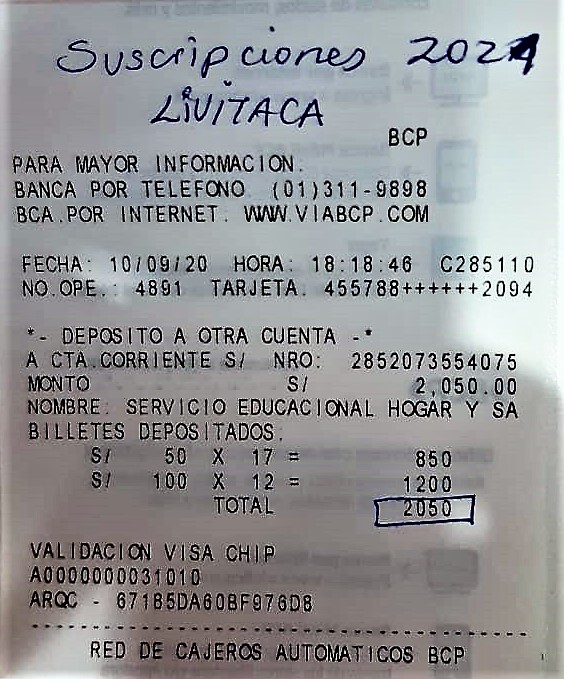 Suscripciones 2021
LIVITACA
BCP
PARA MAYOR INFORMACION.
BANCA POR TELEFONO. (01)311-9898
BCA.POR INTERNET. WWW.VIABCP.COM
FECHA: 10/09/20 HORA: 18:18:46 C285110
NO.OPE.: 4891 TARJETA. 455788++++++2094
*- DEPOSITO A OTRA CUENTA -*
A CTA.CORRIENTE S/ NRO: 2852073554075
MONTO S/ 2,050.00
NOMBRE: SERVICIO EDUCACIONAL HOGAR Y SA
BILLETES DEPOSITADOS:
S/ 50 X 17 = 850
S/ 100 X 12 = 1200
TOTAL 2050
VALIDACION VISA CHIP
A0000000031010
ARQC - 67185DA60BF976D8
RED DE CAJEROS AUTOMATICOS BCP